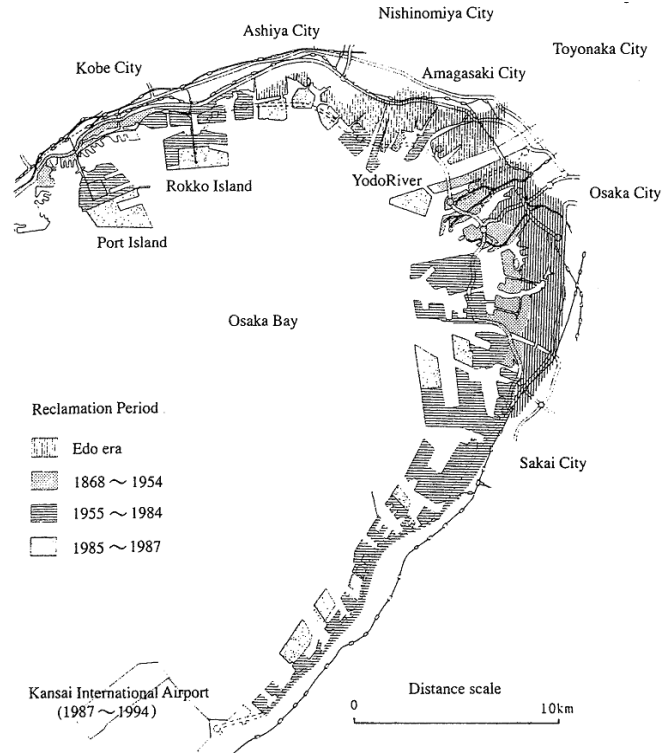 Nishinomiya City
Ashiya City
Toyonaka City
Kobe City
Amagasaki City
Rokko Island
YodoRiver
Osaka City
Port Island
Osaka Bay
Reclamation Period
Edo era
1868～1954
1955～1984
1985～1987
Sakai City
Kansai International Airport
(1987～1994)
Distance scale
0 10km